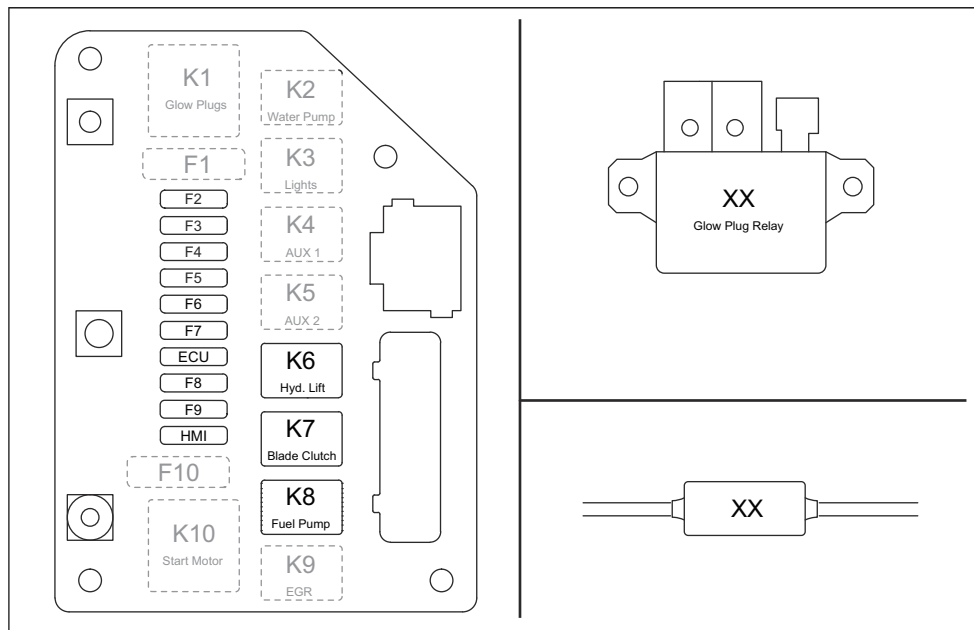 K1
Glow Plugs
K2
Water Pump
F1
K3
Lights
F2
F3
F4
F5
F6
F7
ECU
F8
F9
HMI
K4
AUX 1
K5
AUX 2
K6
Hyd. Lift
K7
Blade Clutch
K8
Fuel Pump
F10
K10
Start Motor
K9
EGR
XX
Glow Plug Relay
XX